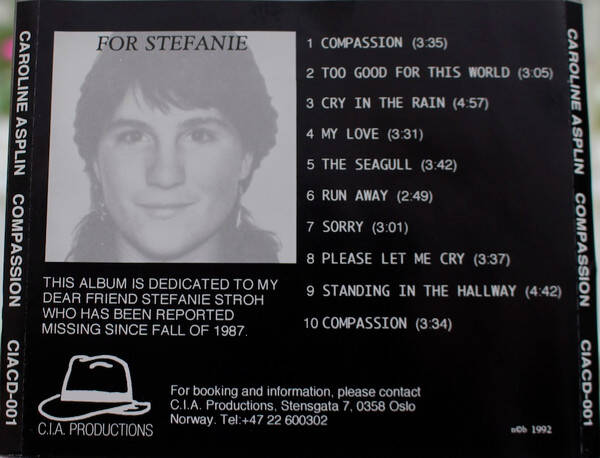 CAROLINE ASPLIN COMPASSION CIACD-001
FOR STEFANIE
THIS ALBUM IS DEDICATED TO MY
DEAR FRIEND STEFANIE STROH
WHO HAS BEEN REPORTED
MISSING SINCE FALL OF 1987.
1 COMPASSION (3:35)
2 TOO GOOD FOR THIS WORLD (3:05)
3 CRY IN THE RAIN (4:57)
4 MY LOVE (3:31)
5 THE SEAGULL (3:42)
6 RUN AWAY (2:49)
7 SORRY (3:01)
8 PLEASE LET ME CRY (3:37)
9 STANDING IN THE HALLWAY (4:42)
10 COMPASSION (3:34)
C.I.A. PRODUCTIONS
For booking and information, please contact
C.I.A. Productions, Stensgata 7, 0358 Oslo
Norway. Tel:+47 22 600302
1992
CAROLINE ASPLIN COMPASSION CIACD-001